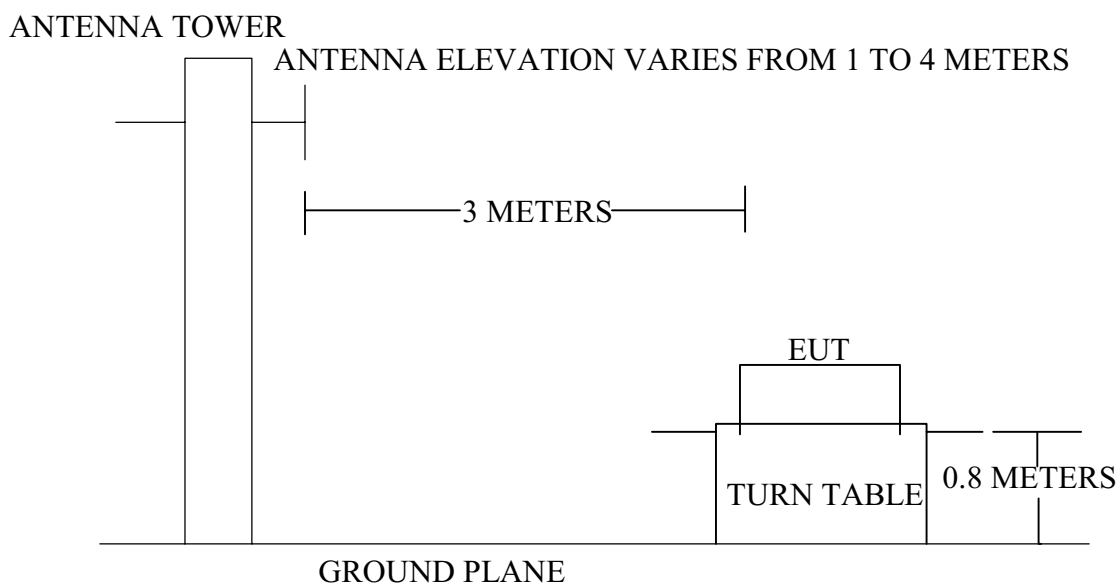 ANTENNA TOWER
ANTENNA ELEVATION VARIES FROM 1 TO 4 METERS
3 METERS
EUT
TURN TABLE
0.8 METERS
GROUND PLANE